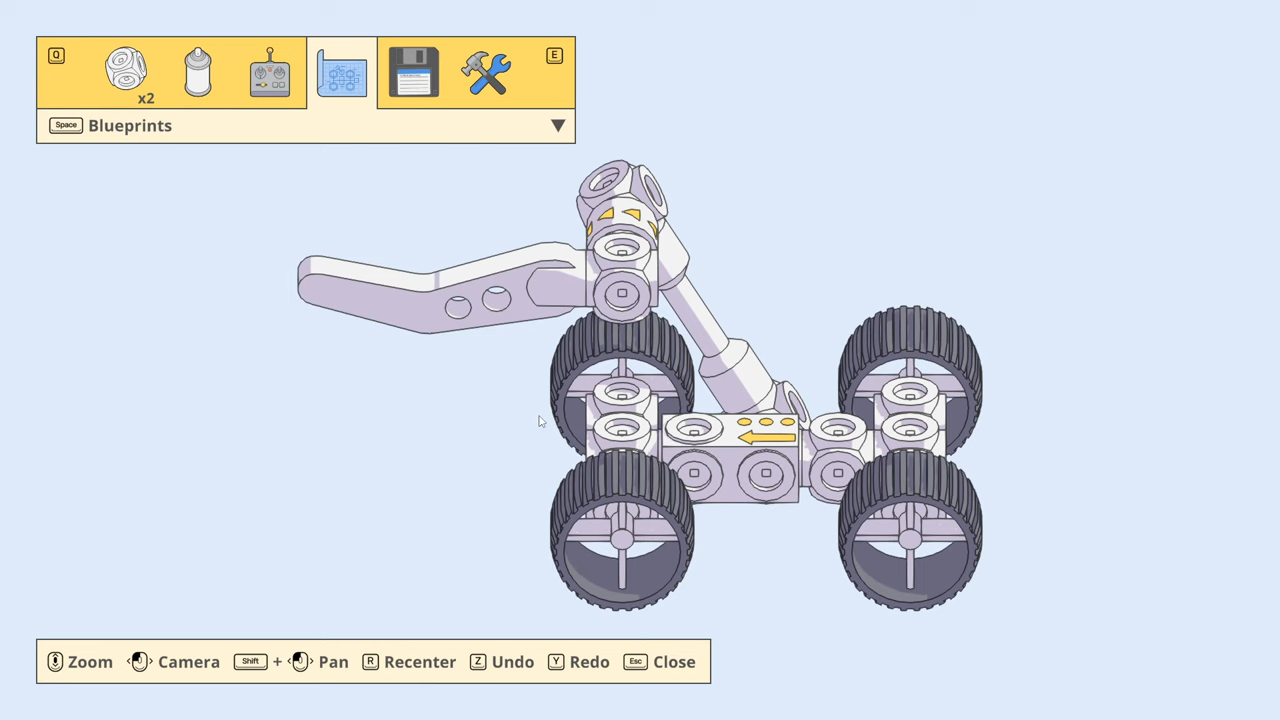 Q
E
x2
Space Blueprints
Zoom Camera Shift + Pan R Recenter Z Undo Y Redo Esc Close